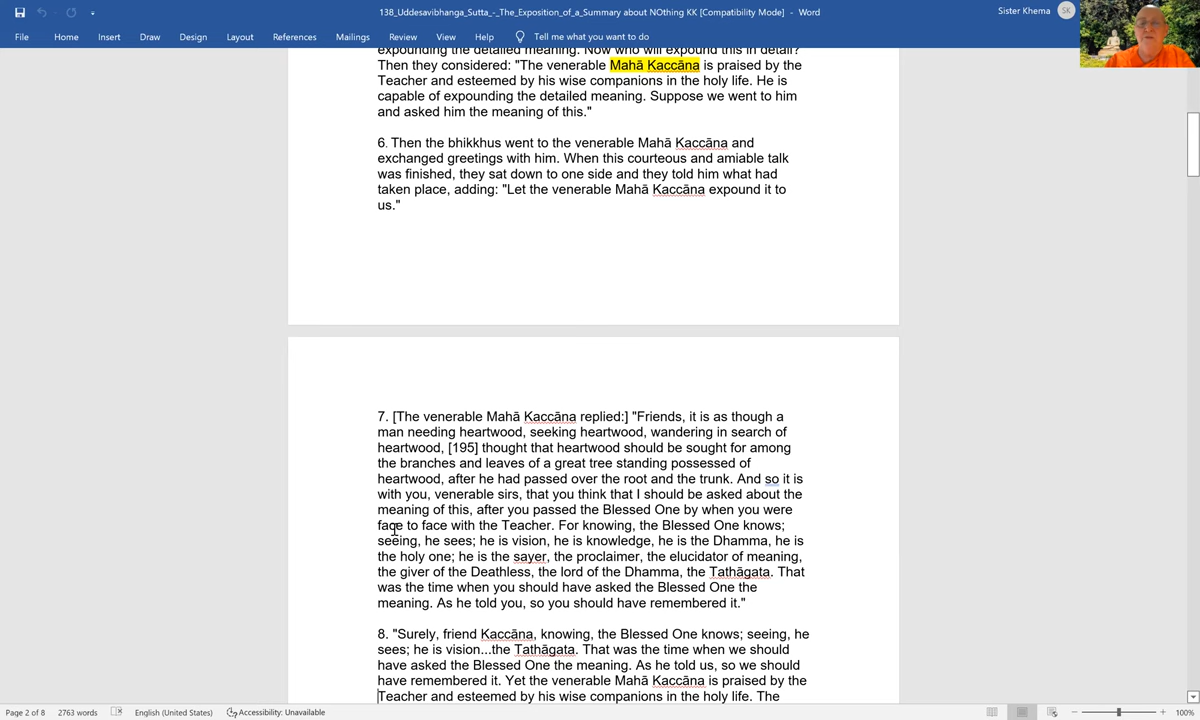 138_Uddesavibhanga_Sutta_-_The_Exposition_of_a_Summary about NOthing KK [Compatibility Mode] - Word
Sister Khema
SK
File Home Insert Draw Design Layout References Mailings Review View Help Tell me what you want to do
expounding the detailed meaning. Now who will expound this in detail?"
Then they considered: "The venerable Mahā Kaccāna is praised by the
Teacher and esteemed by his wise companions in the holy life. He is
capable of expounding the detailed meaning. Suppose we went to him
and asked him the meaning of this."
6. Then the bhikkhus went to the venerable Mahā Kaccāna and
exchanged greetings with him. When this courteous and amiable talk
was finished, they sat down to one side and they told him what had
taken place, adding: "Let the venerable Mahā Kaccāna expound it to
us."
7. [The venerable Mahā Kaccāna replied:] "Friends, it is as though a
man needing heartwood, seeking heartwood, wandering in search of
heartwood, [195] thought that heartwood should be sought for among
the branches and leaves of a great tree standing possessed of
heartwood, after he had passed over the root and the trunk. And so it is
with you, venerable sirs, that you think that I should be asked about the
meaning of this, after you passed the Blessed One by when you were
face to face with the Teacher. For knowing, the Blessed One knows;
seeing, he sees; he is vision, he is knowledge, he is the Dhamma, he is
the holy one; he is the sayer, the proclaimer, the elucidator of meaning,
the giver of the Deathless, the lord of the Dhamma, the Tathāgata. That
was the time when you should have asked the Blessed One the
meaning. As he told you, so you should have remembered it."
8. "Surely, friend Kaccāna, knowing, the Blessed One knows; seeing, he
sees; he is vision...the Tathāgata. That was the time when we should
have asked the Blessed One the meaning. As he told us, so we should
have remembered it. Yet the venerable Mahā Kaccāna is praised by the
Teacher and esteemed by his wise companions in the holy life. The
Page 2 of 8 2763 words English (United States) Accessibility: Unavailable 100%